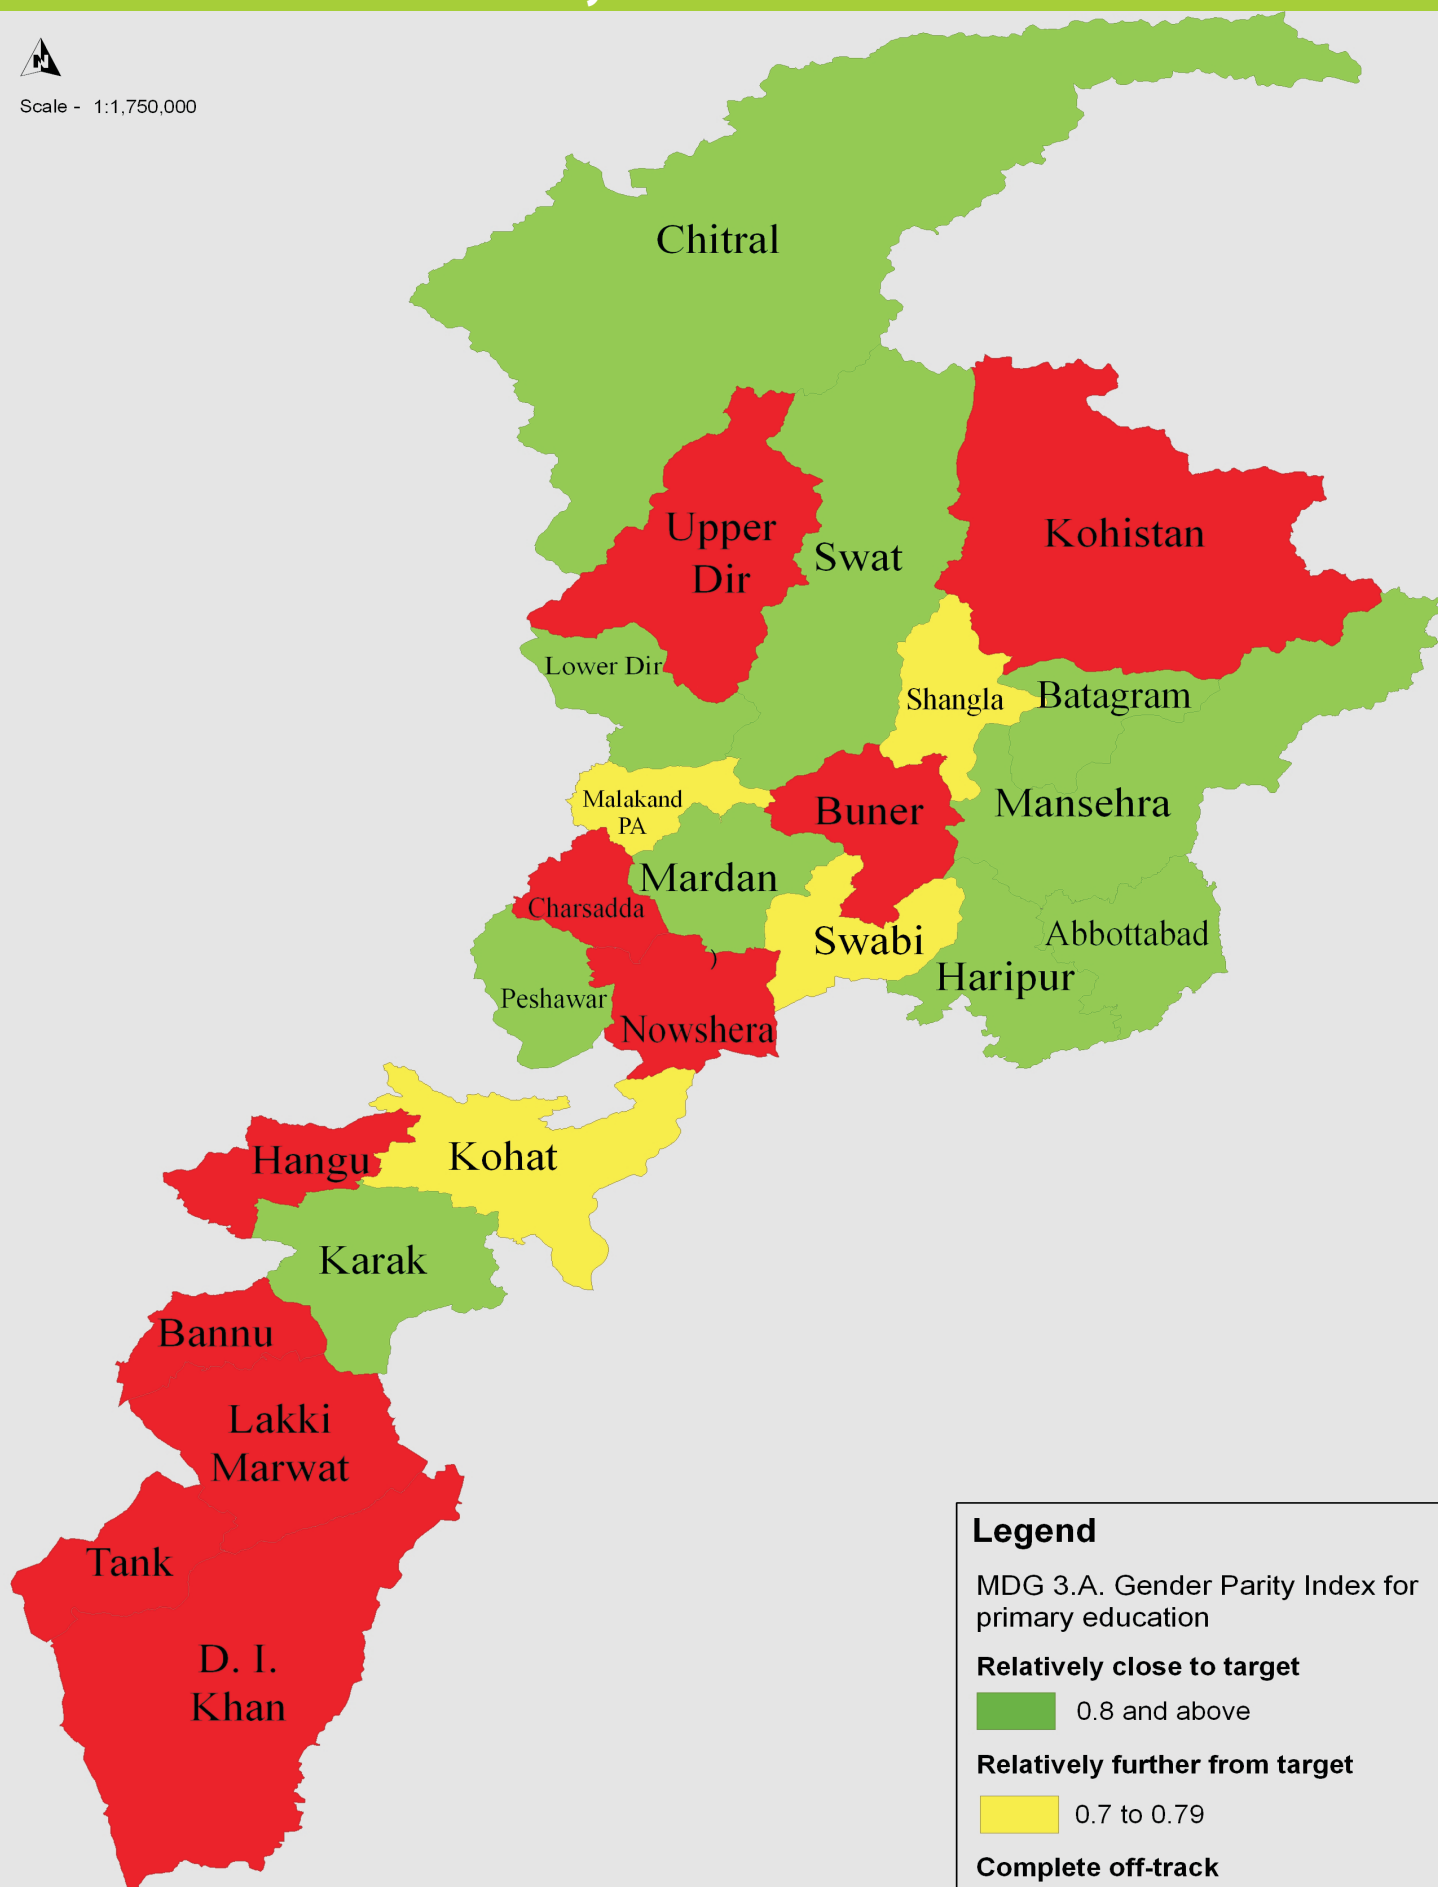 N
Scale - 1:1,750,000
Chitral
Upper
Dir
Swat
Kohistan
Lower Dir
Shangla
Batagram
Malakand
PA
Buner
Mansehra
Mardan
Charsadda
Swabi
Abbottabad
Haripur
)
Peshawar
Nowshera
Hangu
Kohat
Karak
Bannu
Lakki
Marwat
Tank
D. I.
Khan
Legend
MDG 3.A. Gender Parity Index for
primary education
Relatively close to target
0.8 and above
Relatively further from target
0.7 to 0.79
Complete off-track